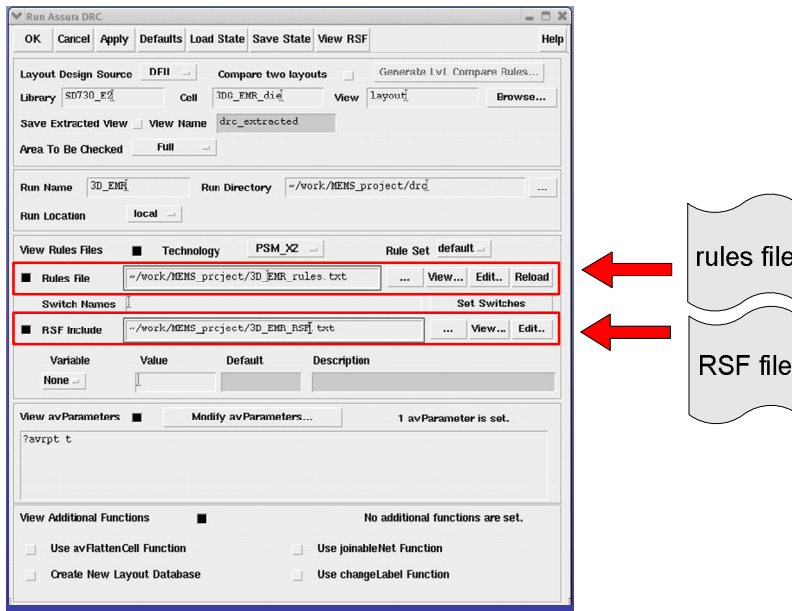 Run Assura DRC
OK Cancel Apply Defaults Load State Save State View RSF Help
Layout Design Source DFII Compare two layouts Generate LvL Compare Rules...
Library SD730_E2 Cell 3DG_EMR_die View layout Browse...
Save Extracted View View Name drc_extracted
Area To Be Checked Full
Run Name 3D_EMR Run Directory ~/work/MEMS_project/drc ...
Run Location local
View Rules Files Technology PSM_X2 Rule Set default
Rules File ~/work/MEMS_project/3D_EMR_rules.txt ... View... Edit.. Reload
Switch Names Set Switches
RSF Include ~/work/MEMS_project/3D_EMR_RSF.txt ... View... Edit..
Variable Value Default Description
None
View avParameters Modify avParameters... 1 avParameter is set.
?avrpt t
View Additional Functions No additional functions are set.
Use avFlattenCell Function Use joinableNet Function
Create New Layout Database Use changeLabel Function
rules file
RSF file